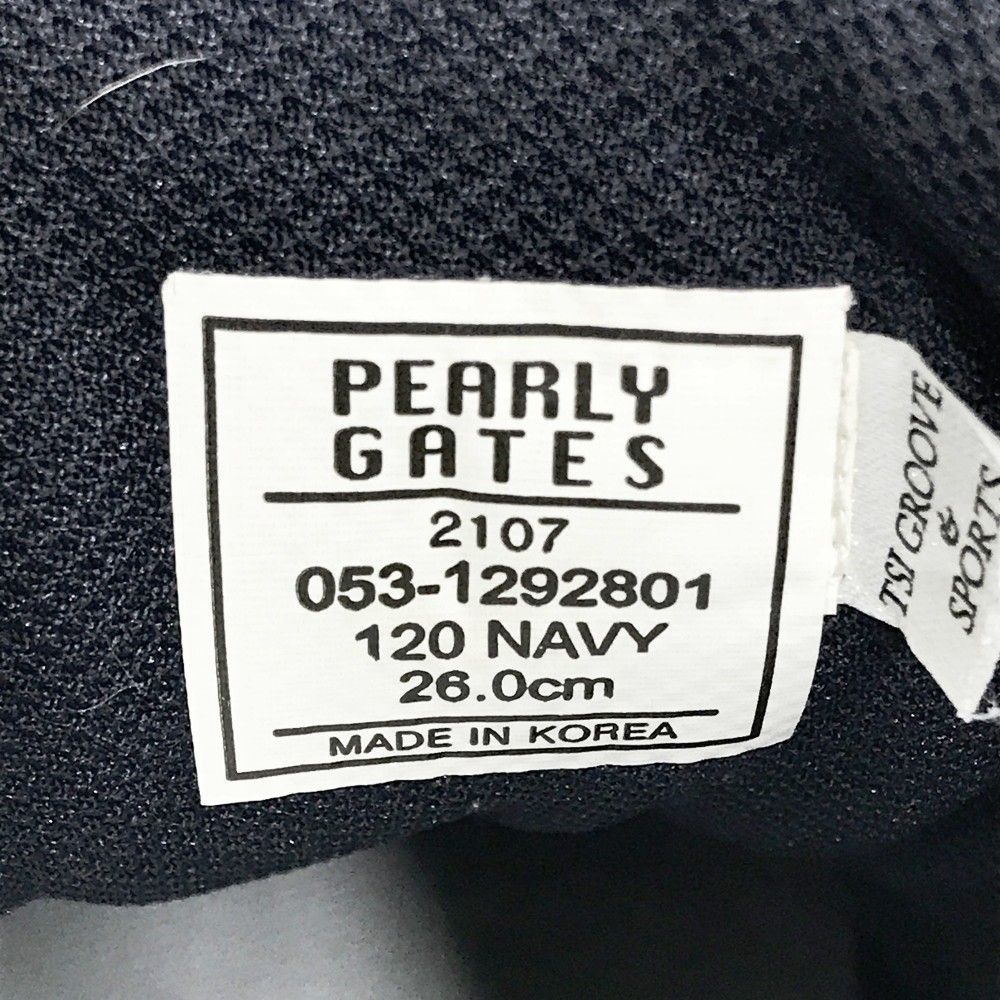 PEARLY
GATES
2107
053-1292801
120 NAVY
26.0cm
MADE IN KOREA
TSI GROOVE
&
SPORTS